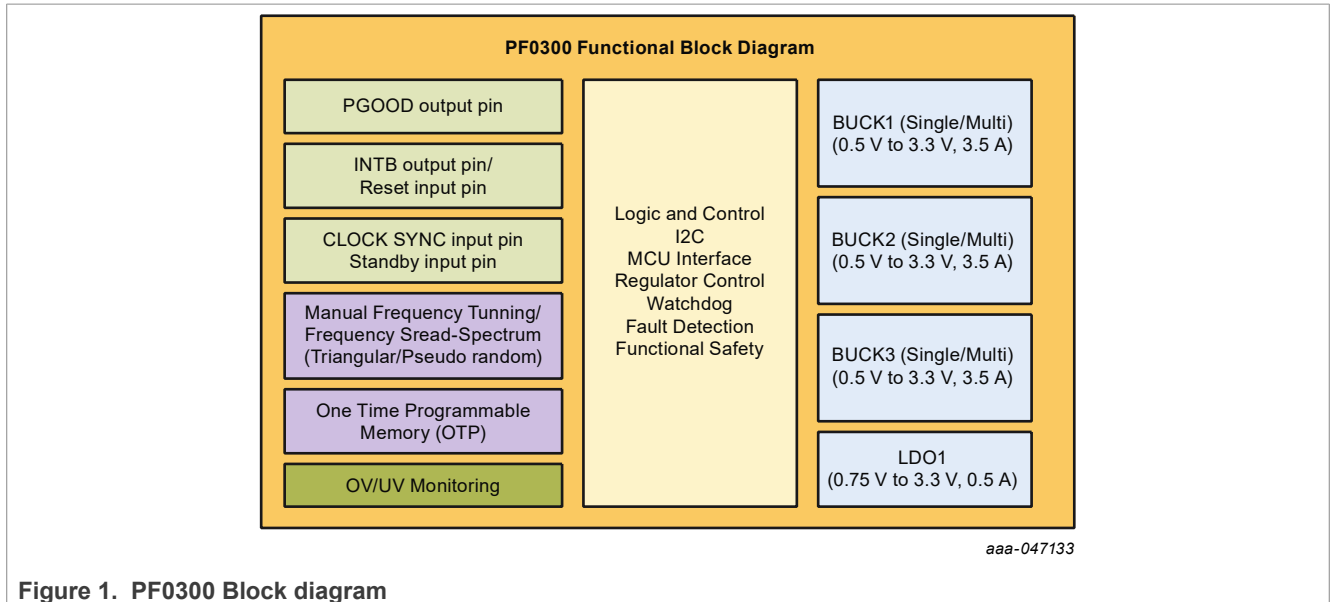 PF0300 Functional Block Diagram
PGOOD output pin
INTB output pin/
Reset input pin
CLOCK SYNC input pin
Standby input pin
Manual Frequency Tunning/
Frequency Sread-Spectrum
(Triangular/Pseudo random)
One Time Programmable
Memory (OTP)
OV/UV Monitoring
Logic and Control
I2C
MCU Interface
Regulator Control
Watchdog
Fault Detection
Functional Safety
BUCK1 (Single/Multi)
(0.5 V to 3.3 V, 3.5 A)
BUCK2 (Single/Multi)
(0.5 V to 3.3 V, 3.5 A)
BUCK3 (Single/Multi)
(0.5 V to 3.3 V, 3.5 A)
LDO1
(0.75 V to 3.3 V, 0.5 A)
aaa-047133
Figure 1. PF0300 Block diagram